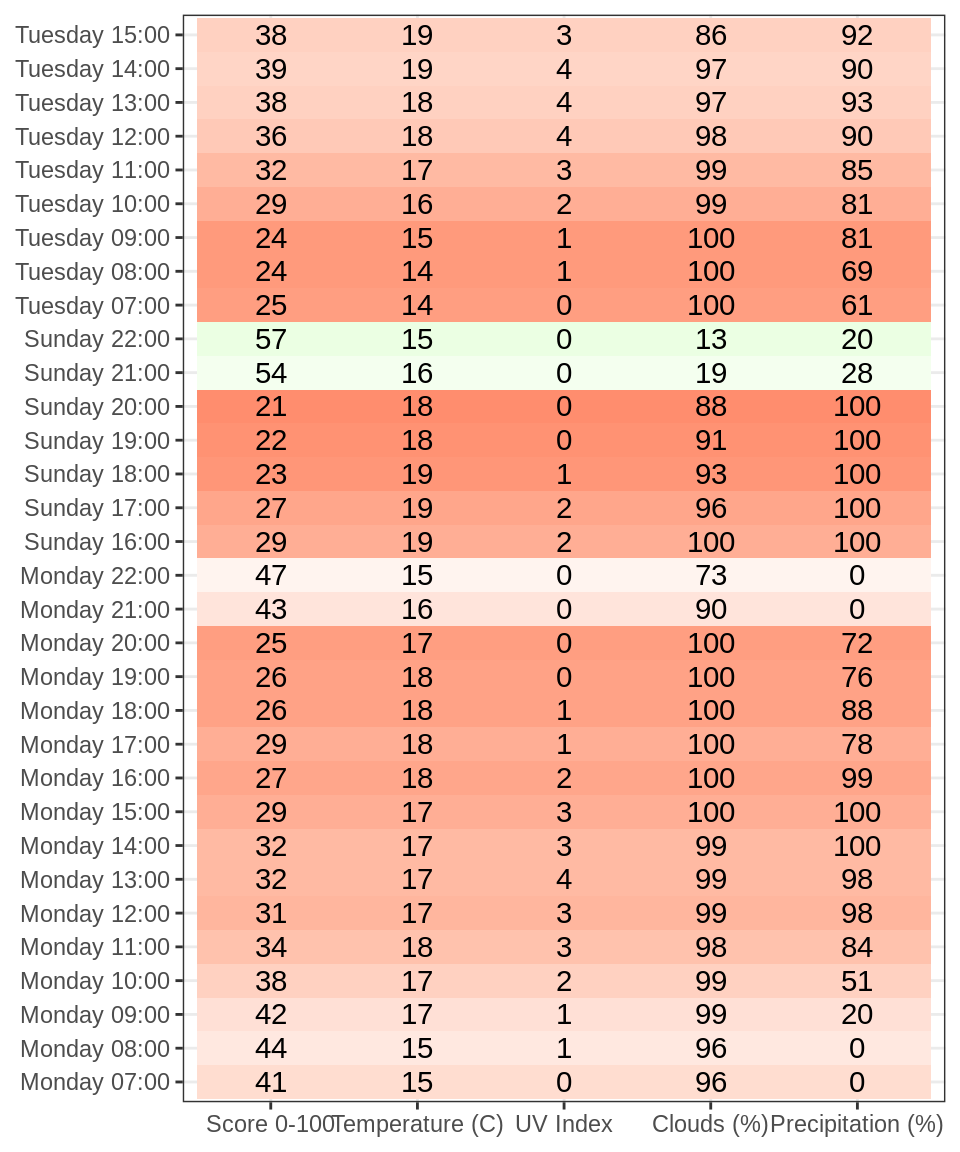 Tuesday 15:00 38 19 3 86 92
Tuesday 14:00 39 19 4 97 90
Tuesday 13:00 38 18 4 97 93
Tuesday 12:00 36 18 4 98 90
Tuesday 11:00 32 17 3 99 85
Tuesday 10:00 29 16 2 99 81
Tuesday 09:00 24 15 1 100 81
Tuesday 08:00 24 14 1 100 69
Tuesday 07:00 25 14 0 100 61
Sunday 22:00 57 15 0 13 20
Sunday 21:00 54 16 0 19 28
Sunday 20:00 21 18 0 88 100
Sunday 19:00 22 18 0 91 100
Sunday 18:00 23 19 1 93 100
Sunday 17:00 27 19 2 96 100
Sunday 16:00 29 19 2 100 100
Monday 22:00 47 15 0 73 0
Monday 21:00 43 16 0 90 0
Monday 20:00 25 17 0 100 72
Monday 19:00 26 18 0 100 76
Monday 18:00 26 18 1 100 88
Monday 17:00 29 18 1 100 78
Monday 16:00 27 18 2 100 99
Monday 15:00 29 17 3 100 100
Monday 14:00 32 17 3 99 100
Monday 13:00 32 17 4 99 98
Monday 12:00 31 17 3 99 98
Monday 11:00 34 18 3 98 84
Monday 10:00 38 17 2 99 51
Monday 09:00 42 17 1 99 20
Monday 08:00 44 15 1 96 0
Monday 07:00 41 15 0 96 0
Score 0-100 Temperature (C) UV Index Clouds (%) Precipitation (%)